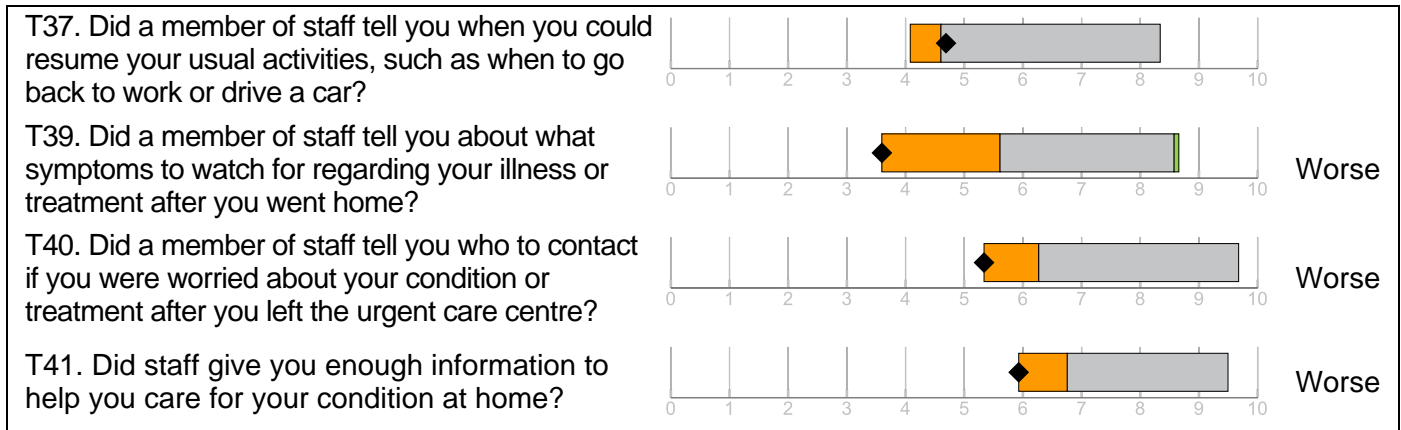 T37. Did a member of staff tell you when you could
resume your usual activities, such as when to go
back to work or drive a car?
0 1 2 3 4 5 6 7 8 9 10
T39. Did a member of staff tell you about what
symptoms to watch for regarding your illness or
treatment after you went home?
0 1 2 3 4 5 6 7 8 9 10
Worse
T40. Did a member of staff tell you who to contact
if you were worried about your condition or
treatment after you left the urgent care centre?
0 1 2 3 4 5 6 7 8 9 10
Worse
T41. Did staff give you enough information to
help you care for your condition at home?
0 1 2 3 4 5 6 7 8 9 10
Worse